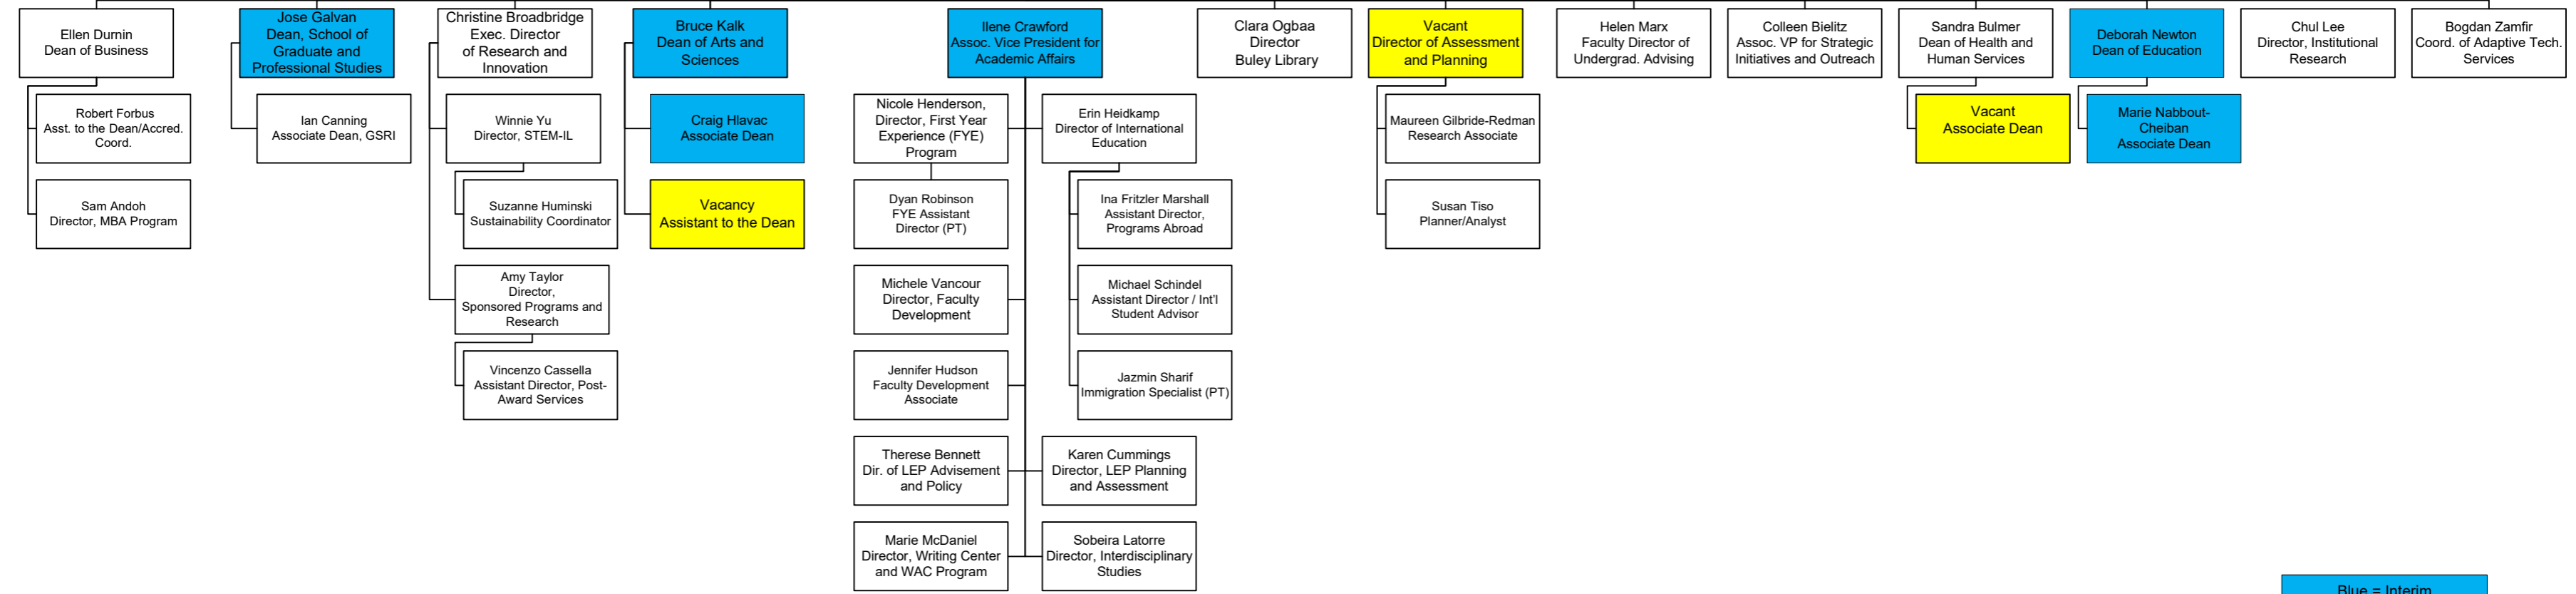 Ellen Durnin
Dean of Business
Jose Galvan
Dean, School of
Graduate and
Professional Studies
Christine Broadbridge
Exec. Director
of Research and
Innovation
Bruce Kalk
Dean of Arts and
Sciences
Ilene Crawford
Assoc. Vice President for
Academic Affairs
Clara Ogbaa
Director
Buley Library
Vacant
Director of Assessment
and Planning
Helen Marx
Faculty Director of
Undergrad. Advising
Colleen Bielitz
Assoc. VP for Strategic
Initiatives and Outreach
Sandra Bulmer
Dean of Health and
Human Services
Deborah Newton
Dean of Education
Chul Lee
Director, Institutional
Research
Bogdan Zamfir
Coord. of Adaptive Tech.
Services
Robert Forbus
Asst. to the Dean/Accred.
Coord.
Ian Canning
Associate Dean, GSRI
Winnie Yu
Director, STEM-IL
Craig Hlavac
Associate Dean
Nicole Henderson,
Director, First Year
Experience (FYE)
Program
Erin Heidkamp
Director of International
Education
Maureen Gilbride-Redman
Research Associate
Vacant
Associate Dean
Marie Nabbout-
Cheiban
Associate Dean
Sam Andoh
Director, MBA Program
Suzanne Huminski
Sustainability Coordinator
Vacancy
Assistant to the Dean
Dyan Robinson
FYE Assistant
Director (PT)
Ina Fritzler Marshall
Assistant Director,
Programs Abroad
Susan Tiso
Planner/Analyst
Amy Taylor
Director,
Sponsored Programs and
Research
Michele Vancour
Director, Faculty
Development
Michael Schindel
Assistant Director / Int'l
Student Advisor
Vincenzo Cassella
Assistant Director, Post-
Award Services
Jennifer Hudson
Faculty Development
Associate
Jazmin Sharif
Immigration Specialist (PT)
Therese Bennett
Dir. of LEP Advisement
and Policy
Karen Cummings
Director, LEP Planning
and Assessment
Marie McDaniel
Director, Writing Center
and WAC Program
Sobeira Latorre
Director, Interdisciplinary
Studies
Blue = Interim